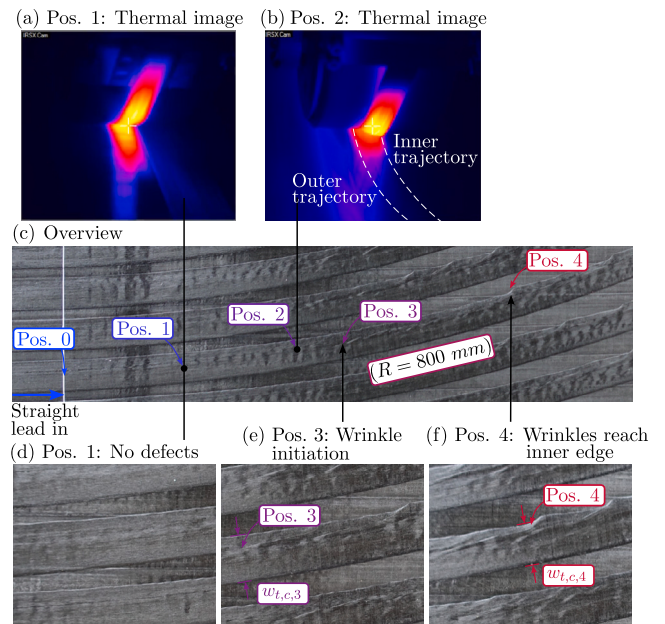 (a) Pos. 1: Thermal image
(b) Pos. 2: Thermal image
IRSX Cam
IRSX Cam
Inner
trajectory
Outer
trajectory
(c) Overview
Pos. 0
Pos. 1
Pos. 2
Pos. 3
Pos. 4
(R = 800 mm)
Straight
lead in
(d) Pos. 1: No defects
(e) Pos. 3: Wrinkle
initiation
(f) Pos. 4: Wrinkles reach
inner edge
Pos. 3
w_{t,c,3}
Pos. 4
w_{t,c,4}